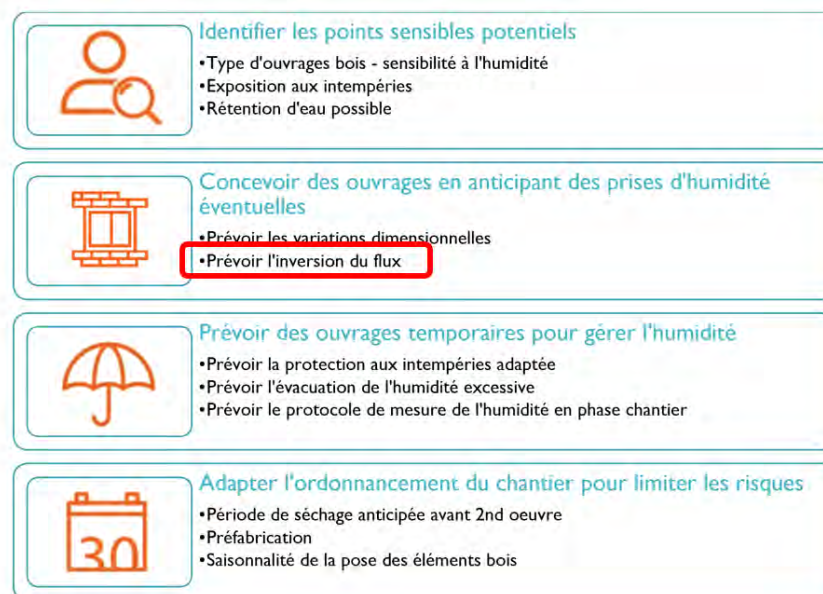 Identifier les points sensibles potentiels
•Type d'ouvrages bois - sensibilité à l'humidité
•Exposition aux intempéries
•Rétention d'eau possible
Concevoir des ouvrages en anticipant des prises d'humidité
éventuelles
•Prévoir les variations dimensionnelles
•Prévoir l'inversion du flux
Prévoir des ouvrages temporaires pour gérer l'humidité
•Prévoir la protection aux intempéries adaptée
•Prévoir l'évacuation de l'humidité excessive
•Prévoir le protocole de mesure de l'humidité en phase chantier
30
Adapter l'ordonnancement du chantier pour limiter les risques
•Période de séchage anticipée avant 2nd oeuvre
•Préfabrication
•Saisonnalité de la pose des éléments bois